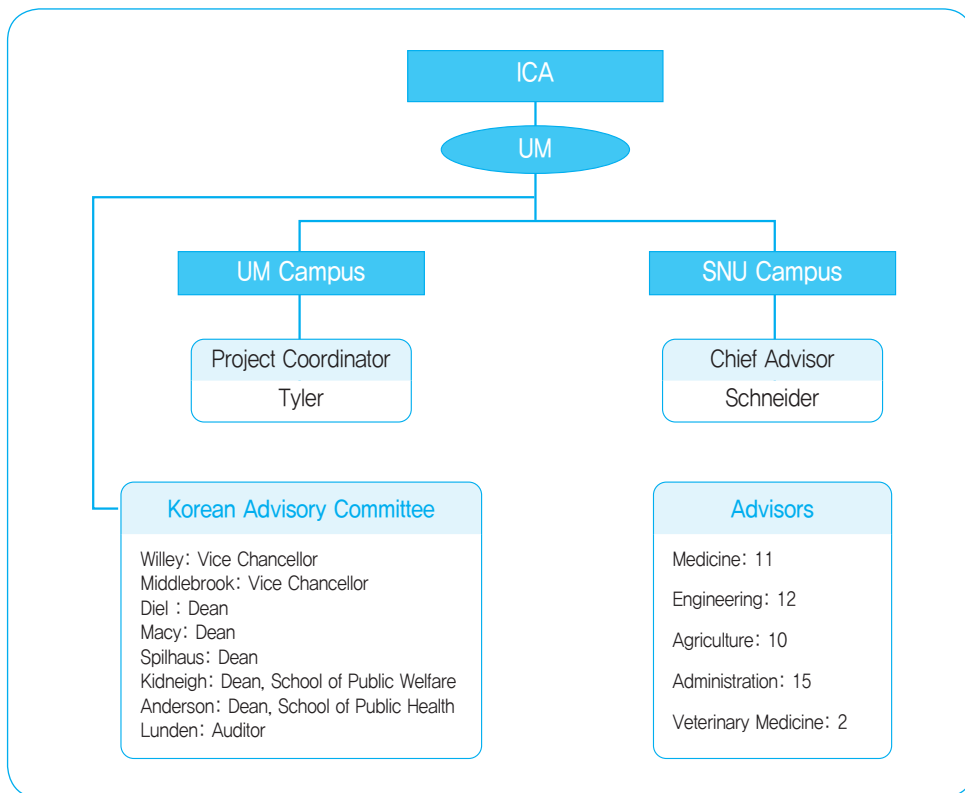 ICA
UM
UM Campus
SNU Campus
Project Coordinator
Tyler
Chief Advisor
Schneider
Korean Advisory Committee
Willey: Vice Chancellor
Middlebrook: Vice Chancellor
Diel : Dean
Macy: Dean
Spilhaus: Dean
Kidneigh: Dean, School of Public Welfare
Anderson: Dean, School of Public Health
Lunden: Auditor
Advisors
Medicine: 11
Engineering: 12
Agriculture: 10
Administration: 15
Veterinary Medicine: 2